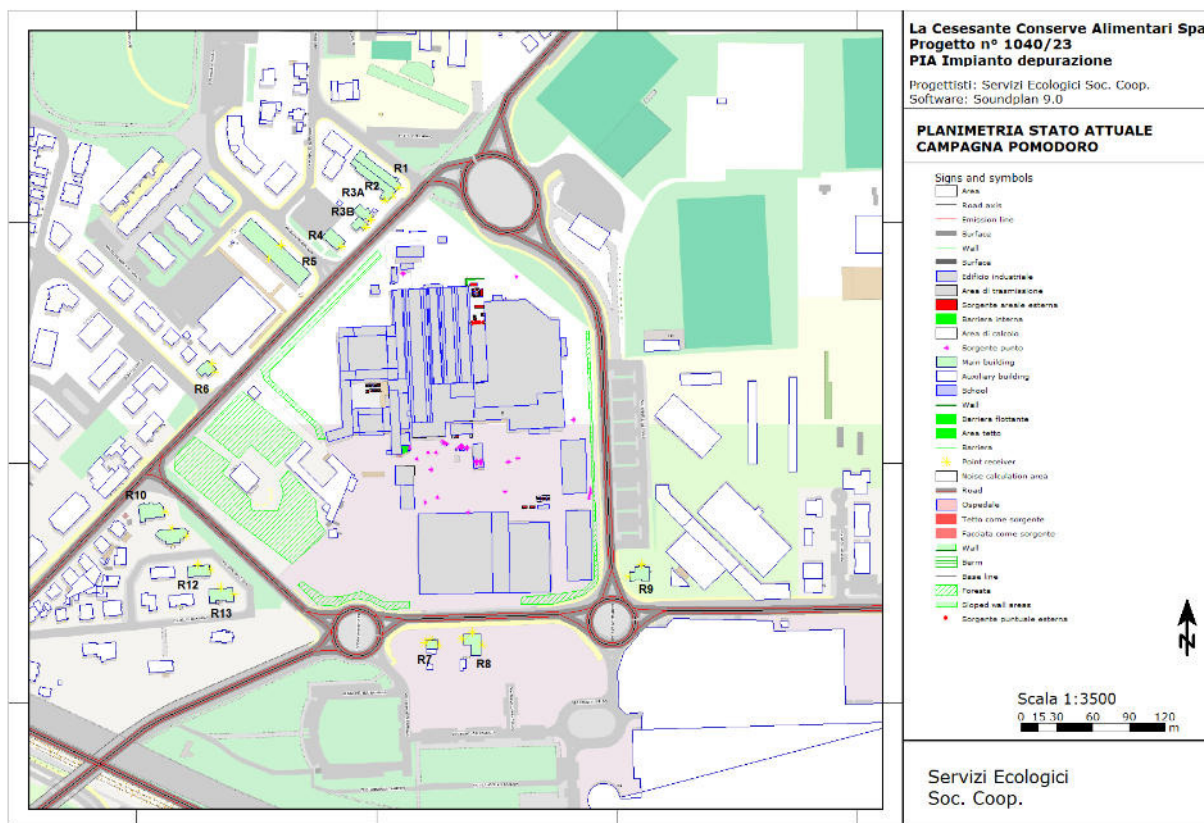 La Cesesante Conserve Alimentari Spa
Progetto n° 1040/23
PIA Impianto depurazione
Progettisti: Servizi Ecologici Soc. Coop.
Software: Soundplan 9.0
PLANIMETRIA STATO ATTUALE
CAMPAGNA POMODORO
Signs and symbols
Area
Road axis
Emission line
Surface
Wall
Surface
Edificio industriale
Area di trasmissione
Sorgente areale esterna
Barriera interna
Area di calcolo
Sorgente punto
Main building
Auxiliary building
School
Wall
Barriera flottante
Area tetto
Barriera
Point receiver
Noise calculation area
Road
Ospedale
Tetto come sorgente
Facciata come sorgente
Wall
Berm
Base line
Foresta
Sloped wall areas
Sorgente puntuale esterna
N
Scala 1:3500
0 15 30 60 90 120
m
Servizi Ecologici
Soc. Coop.
R1
R2
R3A
R3B
R4
R5
R6
R10
R12
R13
R9
R7
R8